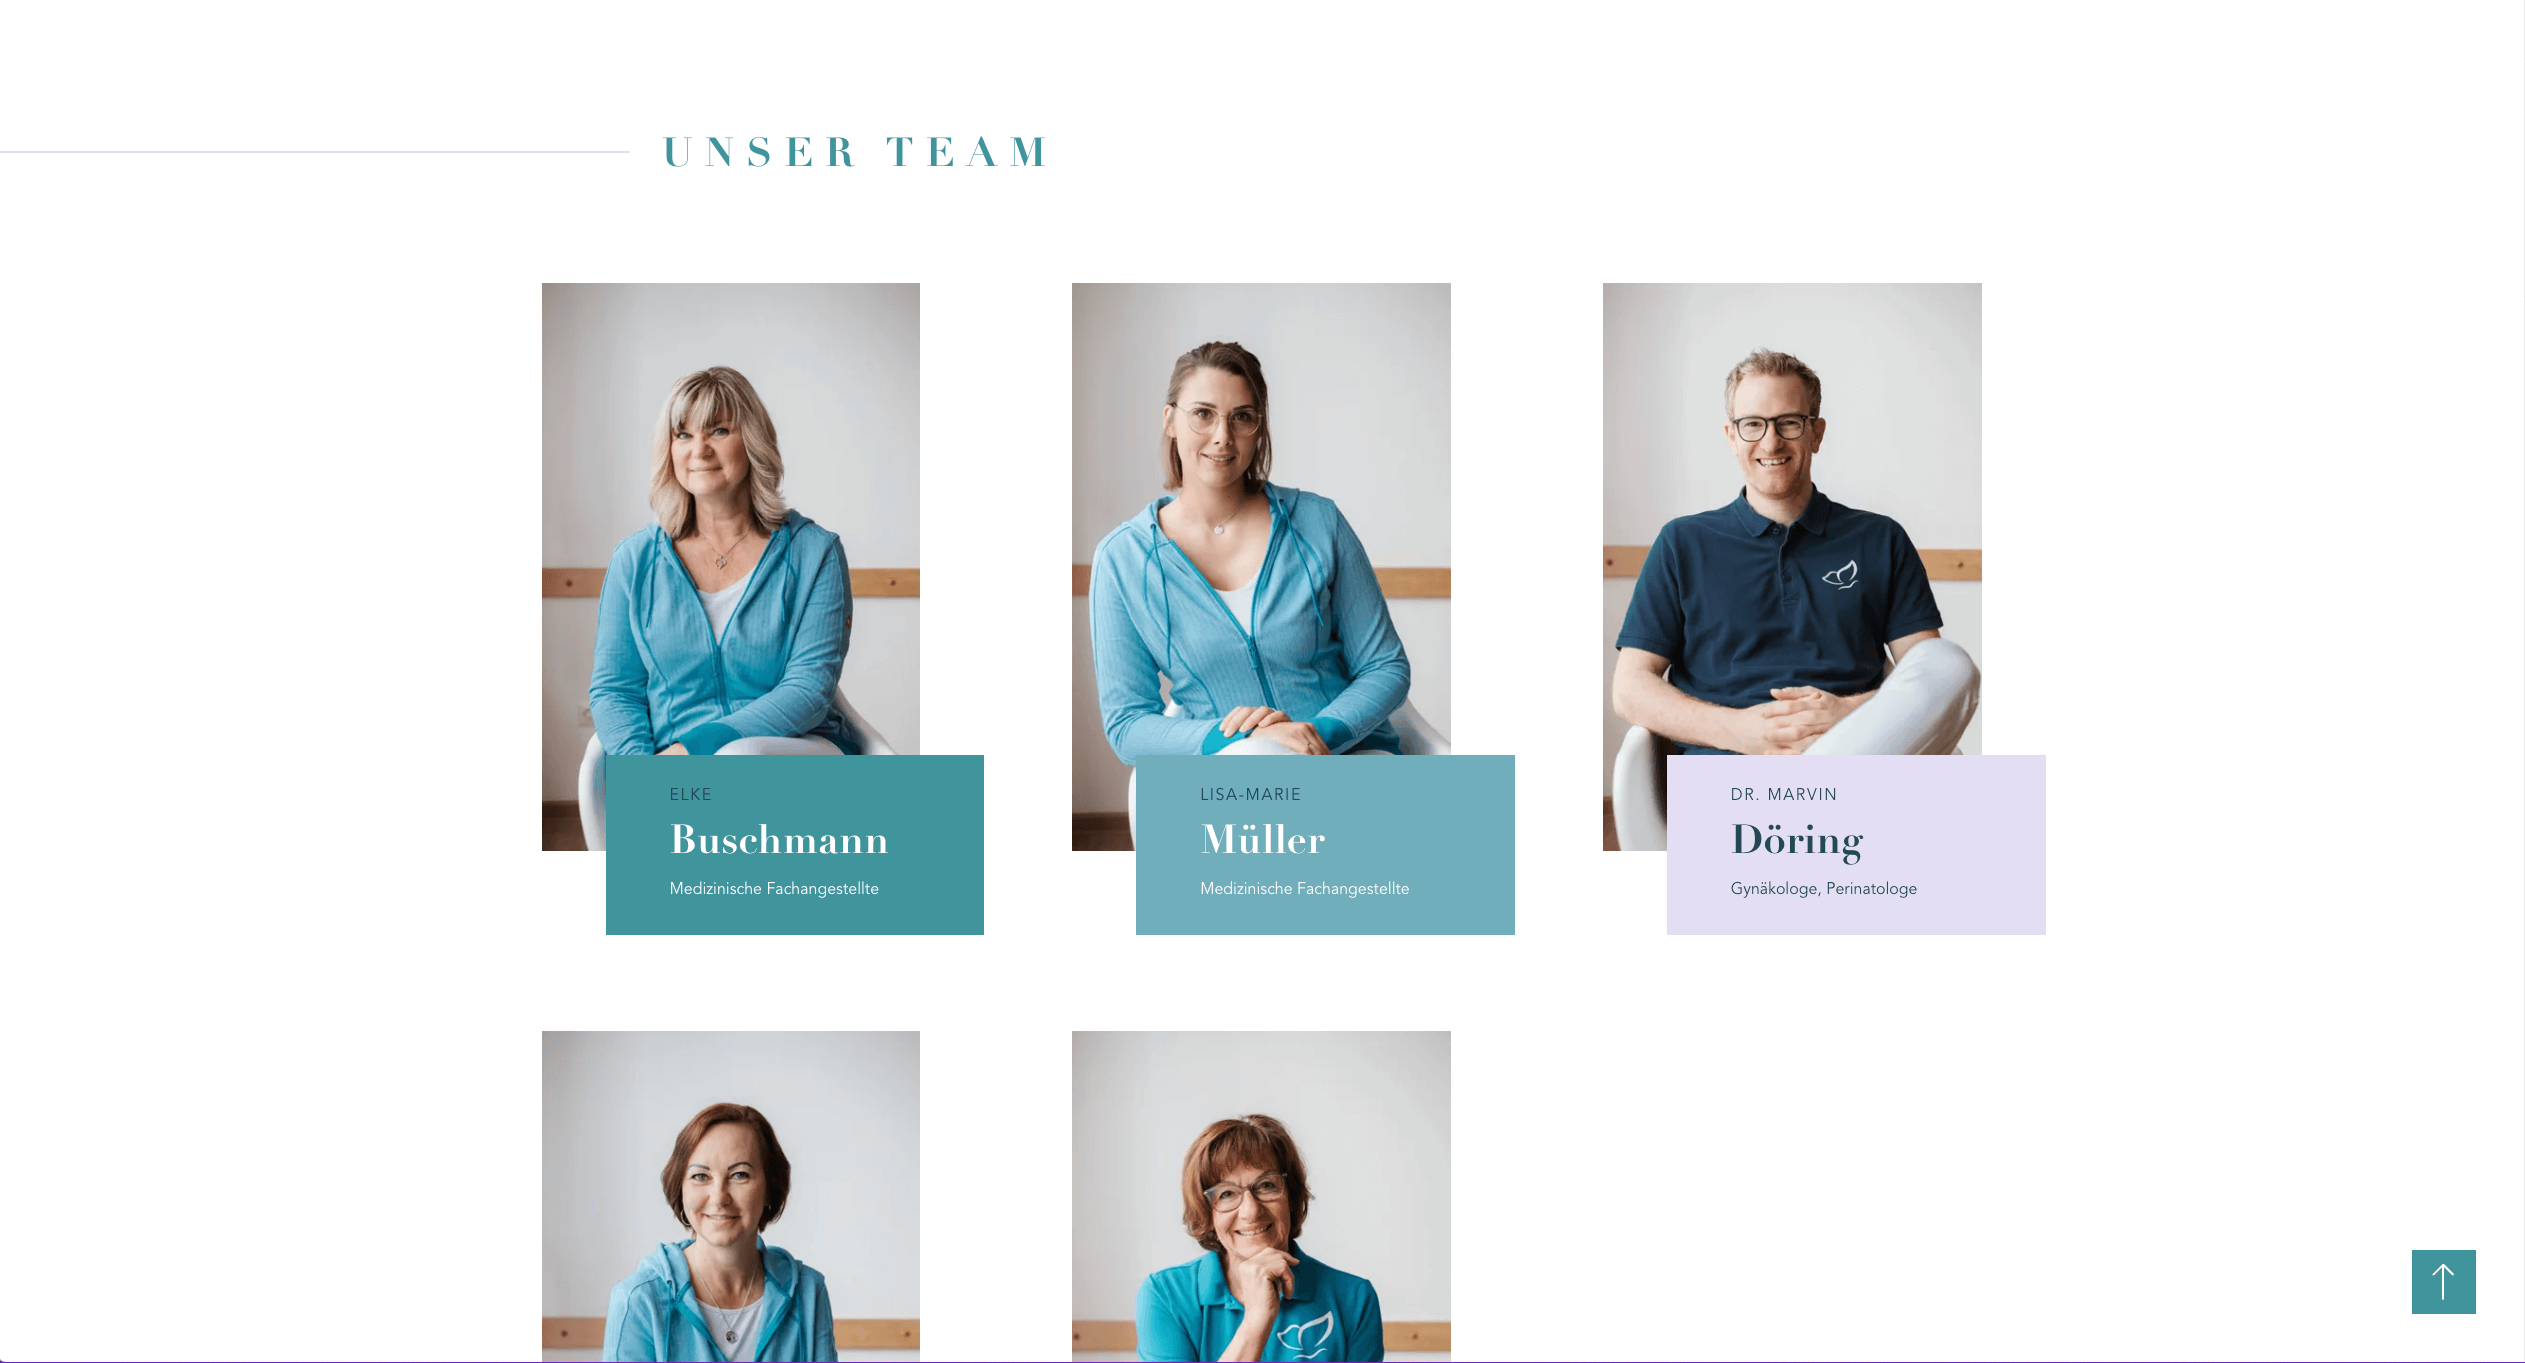 UNSER TEAM
ELKE
Buschmann
Medizinische Fachangestellte
LISA-MARIE
Müller
Medizinische Fachangestellte
DR. MARVIN
Döring
Gynäkologe, Perinatologe